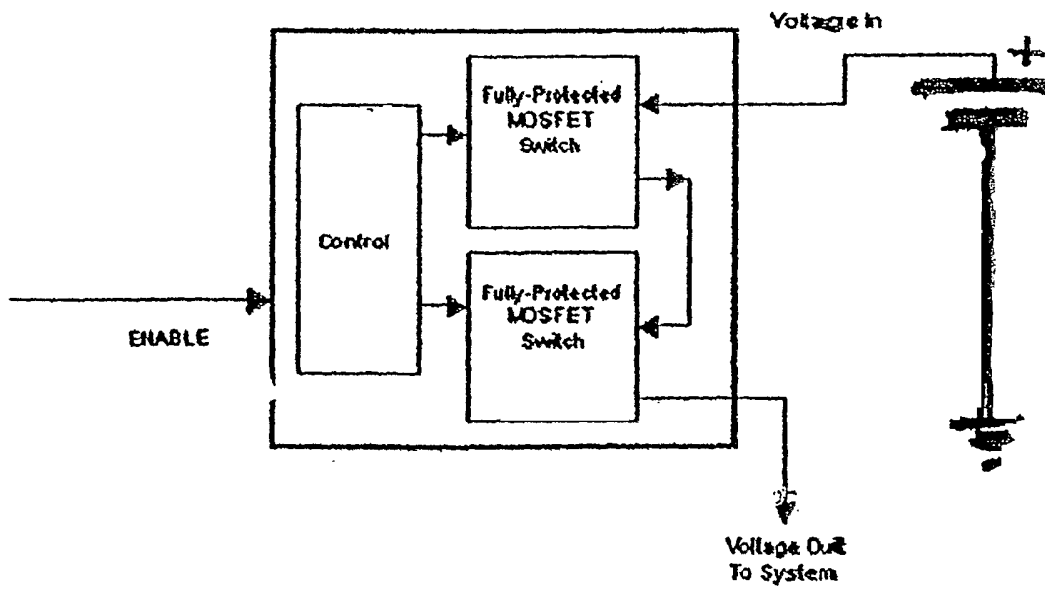 Voltage In
+
Fully-Protected
MOSFET
Switch
Control
Fully-Protected
MOSFET
Switch
ENABLE
Voltage Out
To System